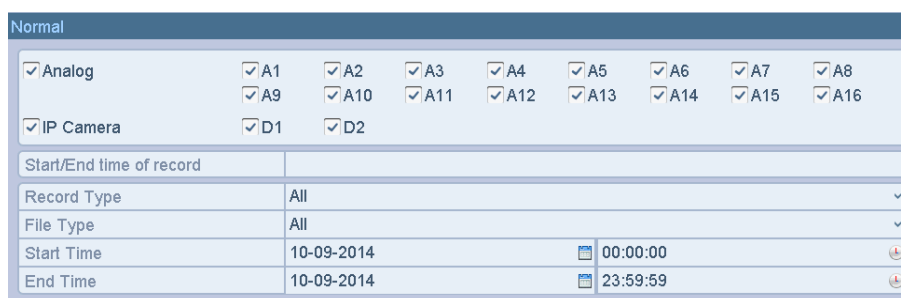 Normal
Analog A1 A2 A3 A4 A5 A6 A7 A8
A9 A10 A11 A12 A13 A14 A15 A16
IP Camera D1 D2
Start/End time of record
Record Type All
File Type All
Start Time 10-09-2014 00:00:00
End Time 10-09-2014 23:59:59